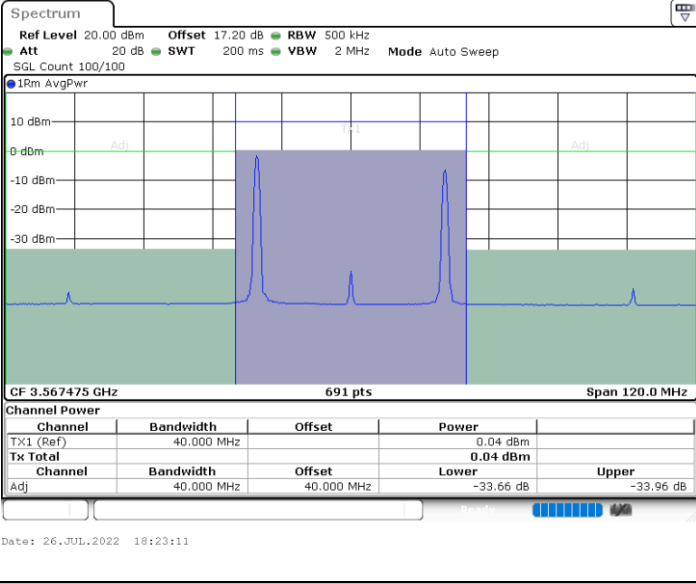 Spectrum
Ref Level 20.00 dBm Offset 17.20 dB RBW 500 kHz
Att 20 dB SWT 200 ms VBW 2 MHz Mode Auto Sweep
SGL Count 100/100
1Rm AvgPwr
10 dBm
TX1
0 dBm
Adj
Adj
-10 dBm
-20 dBm
-30 dBm
CF 3.567475 GHz 691 pts Span 120.0 MHz
Channel Power
Channel Bandwidth Offset Power
TX1 (Ref) 40.000 MHz 0.04 dBm
Tx Total 0.04 dBm
Channel Bandwidth Offset Lower Upper
Adj 40.000 MHz 40.000 MHz -33.66 dB -33.96 dB
Ready
Date: 26.JUL.2022 18:23:11